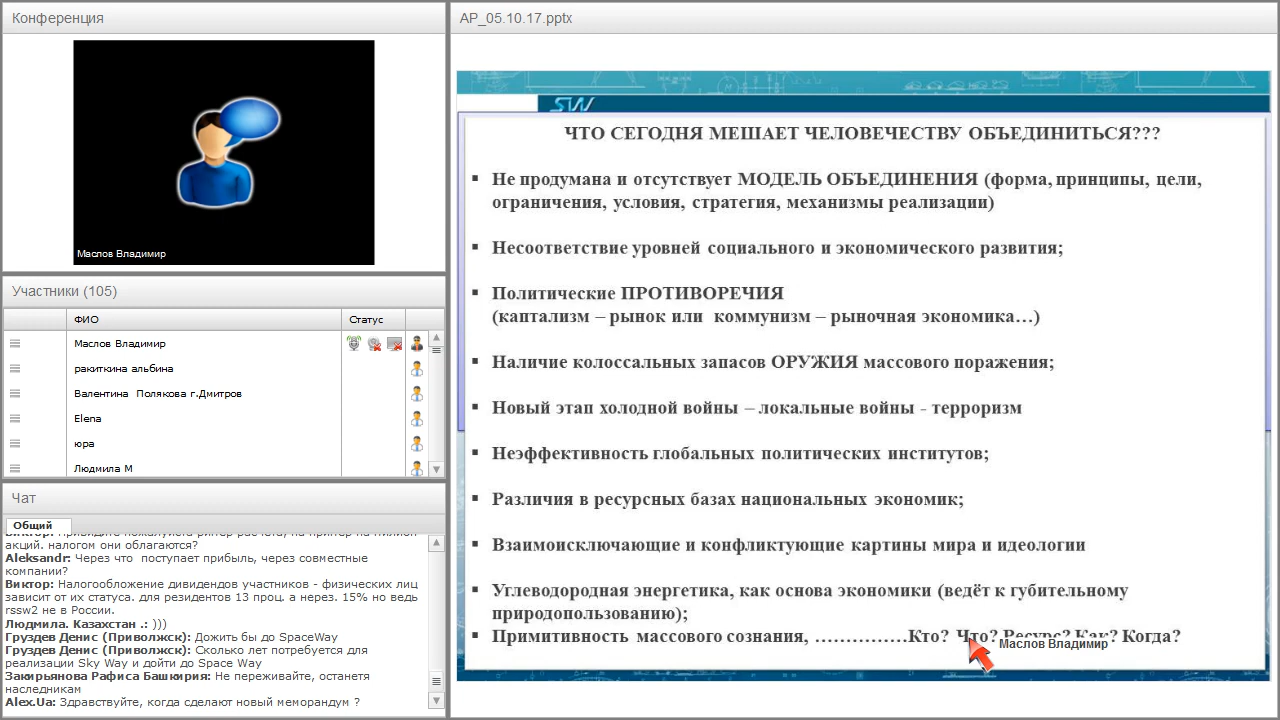 Конференция
Маслов Владимир
Участники (105)
ФИО
Статус
Маслов Владимир
ракиткина альбина
Валентина Полякова г.Дмитров
Elena
юра
Людмила М
Чат
Общий
акций. налогом они облагаются?
Aleksandr: Через что поступает прибыль, через совместные
компании?
Виктор: Налогообложение дивидендов участников - физических лиц
зависит от их статуса. для резидентов 13 проц. а нерез. 15% но ведь
rssw2 не в России.
Людмила. Казахстан .: )))
Груздев Денис (Приволжск): Дожить бы до SpaceWay
Груздев Денис (Приволжск): Сколько лет потребуется для
реализации Sky Way и дойти до Space Way
Закирьянова Рафиса Башкирия: Не переживайте, останетя
наследникам
Alex.Ua: Здравствуйте, когда сделают новый меморандум ?
AP_05.10.17.pptx
SW
ЧТО СЕГОДНЯ МЕШАЕТ ЧЕЛОВЕЧЕСТВУ ОБЪЕДИНИТЬСЯ???
▪ Не продумана и отсутствует МОДЕЛЬ ОБЪЕДИНЕНИЯ (форма, принципы, цели,
ограничения, условия, стратегия, механизмы реализации)
▪ Несоответствие уровней социального и экономического развития;
▪ Политические ПРОТИВОРЕЧИЯ
(каптализм – рынок или коммунизм – рыночная экономика…)
▪ Наличие колоссальных запасов ОРУЖИЯ массового поражения;
▪ Новый этап холодной войны – локальные войны - терроризм
▪ Неэффективность глобальных политических институтов;
▪ Различия в ресурсных базах национальных экономик;
▪ Взаимоисключающие и конфликтующие картины мира и идеологии
▪ Углеводородная энергетика, как основа экономики (ведёт к губительному
природопользованию);
▪ Примитивность массового сознания, ……………Кто? Что? Ресурс? Как? Когда?
Маслов Владимир